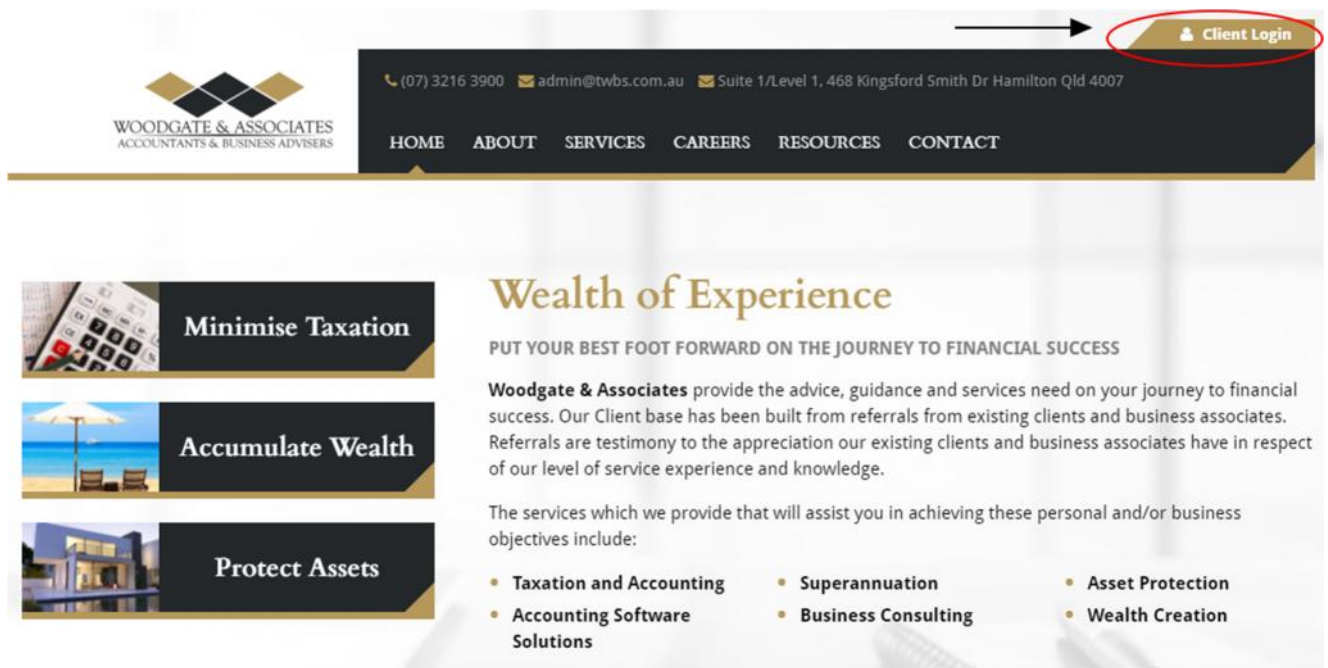 Client Login
(07) 3216 3900 admin@twbs.com.au Suite 1/Level 1, 468 Kingsford Smith Dr Hamilton Qld 4007
WOODGATE & ASSOCIATES
ACCOUNTANTS & BUSINESS ADVISERS
HOME ABOUT SERVICES CAREERS RESOURCES CONTACT
Minimise Taxation
Accumulate Wealth
Protect Assets
Wealth of Experience
PUT YOUR BEST FOOT FORWARD ON THE JOURNEY TO FINANCIAL SUCCESS
Woodgate & Associates provide the advice, guidance and services need on your journey to financial
success. Our Client base has been built from referrals from existing clients and business associates.
Referrals are testimony to the appreciation our existing clients and business associates have in respect
of our level of service experience and knowledge.
The services which we provide that will assist you in achieving these personal and/or business
objectives include:
• Taxation and Accounting
• Accounting Software
Solutions
• Superannuation
• Business Consulting
• Asset Protection
• Wealth Creation